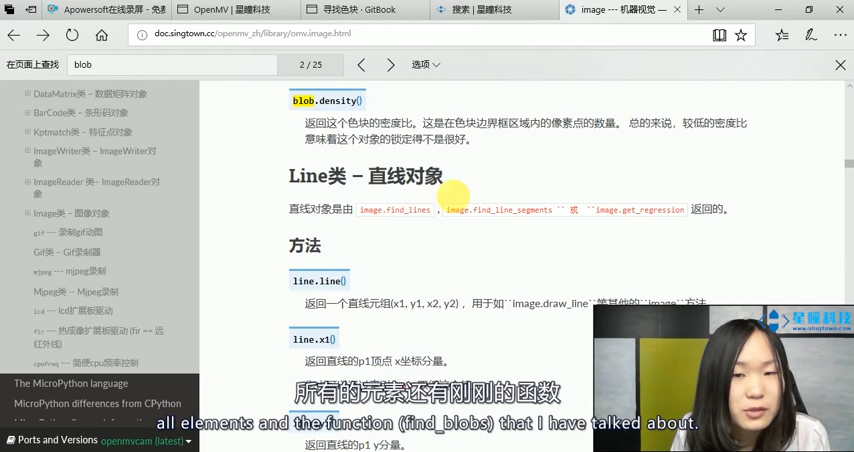 Apowersoft在线录屏 - 免费
OpenMV | 星瞳科技
寻找色块 · GitBook
搜索 | 星瞳科技
image --- 机器视觉 —
doc.singtown.cc/openmv_zh/library/omv.image.html
在页面上查找
blob
2 / 25
选项
DataMatrix类 – 数据矩阵对象
BarCode类 – 条形码对象
Kptmatch类 – 特征点对象
ImageWriter类 – ImageWriter对
象
ImageReader 类– ImageReader对
象
Image类 – 图像对象
gif --- 录制gif动图
Gif类 – Gif录制器
mjpeg --- mjpeg录制
Mjpeg类 -- Mjpeg录制
lcd --- lcd扩展板驱动
fir --- 热成像扩展板驱动 (fir == 远
红外线)
cpufreq --- 简便cpu频率控制
The MicroPython language
MicroPython differences from CPython
Ports and Versions openmvcam (latest)
blob.density()
返回这个色块的密度比。这是在色块边界框区域内的像素点的数量。 总的来说，较低的密度比
意味着这个对象的锁定得不是很好。
Line类 – 直线对象
直线对象是由 image.find_lines , image.find_line_segments `` 或 ``image.get_regression 返回的。
方法
line.line()
返回一个直线元组(x1, y1, x2, y2) ，用于如``image.draw_line``等其他的``image``方法。
line.x1()
返回直线的p1顶点 x坐标分量。
返回直线的p1 y分量。
星瞳科技
www.singtown.com
所有的元素还有刚刚的函数
all elements and the function (find_blobs) that I have talked about.